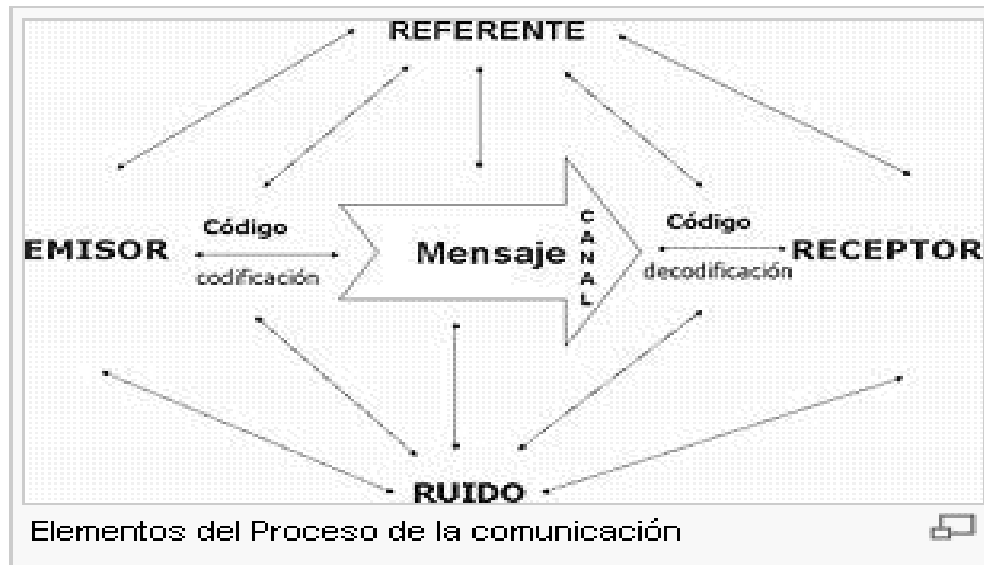 REFERENTE
Código
Código
EMISOR
Mensaje
CANAL
RECEPTOR
codificación
decodificación
RUIDO
Elementos del Proceso de la comunicación